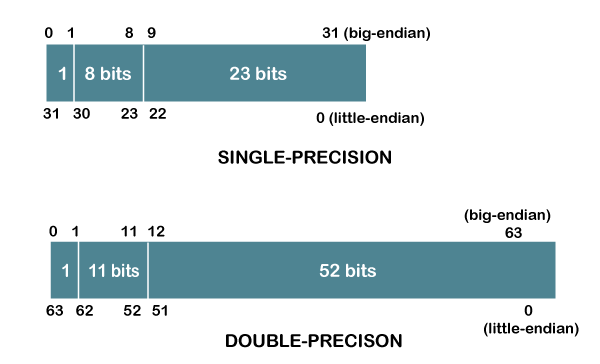 0 1 8 9 31 (big-endian)
1 8 bits 23 bits
31 30 23 22 0 (little-endian)
SINGLE-PRECISION
(big-endian)
0 1 11 12 63
1 11 bits 52 bits
63 62 52 51 0
(little-endian)
DOUBLE-PRECISON